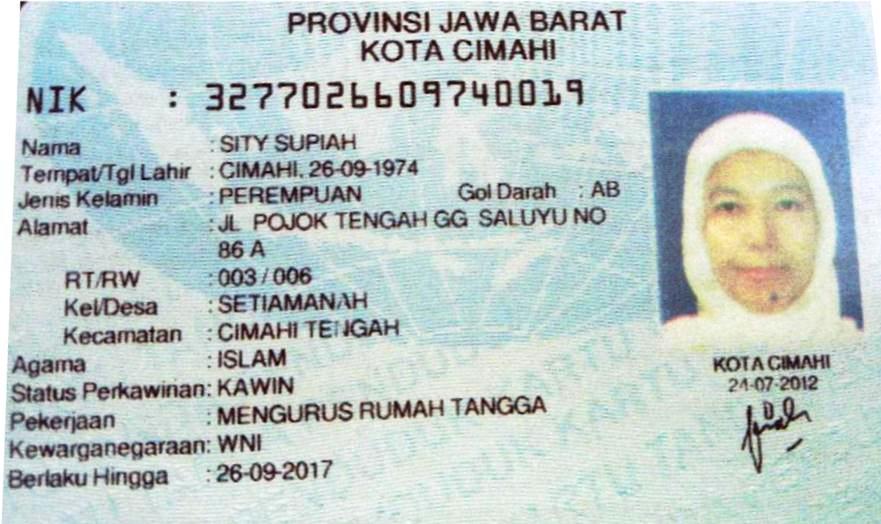 PROVINSI JAWA BARAT
KOTA CIMAHI
NIK : 3277026609740019
Nama : SITY SUPIAH
Tempat/Tgl Lahir : CIMAHI, 26-09-1974
Jenis Kelamin : PEREMPUAN Gol Darah : AB
Alamat : JL POJOK TENGAH GG SALUYU NO
86 A
RT/RW : 003 / 006
Kel/Desa : SETIAMANAH
Kecamatan : CIMAHI TENGAH
Agama : ISLAM
Status Perkawinan: KAWIN
Pekerjaan : MENGURUS RUMAH TANGGA
Kewarganegaraan: WNI
Berlaku Hingga : 26-09-2017
KOTA CIMAHI
24-07-2012